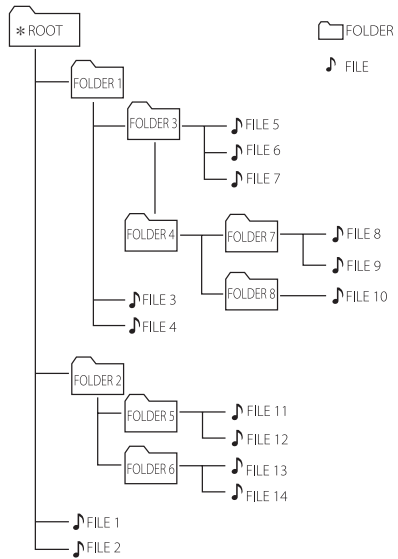 * ROOT
FOLDER
FILE
FOLDER 1
FOLDER 3
FILE 5
FILE 6
FILE 7
FOLDER 4
FOLDER 7
FILE 8
FILE 9
FOLDER 8
FILE 10
FILE 3
FILE 4
FOLDER 2
FOLDER 5
FILE 11
FILE 12
FOLDER 6
FILE 13
FILE 14
FILE 1
FILE 2